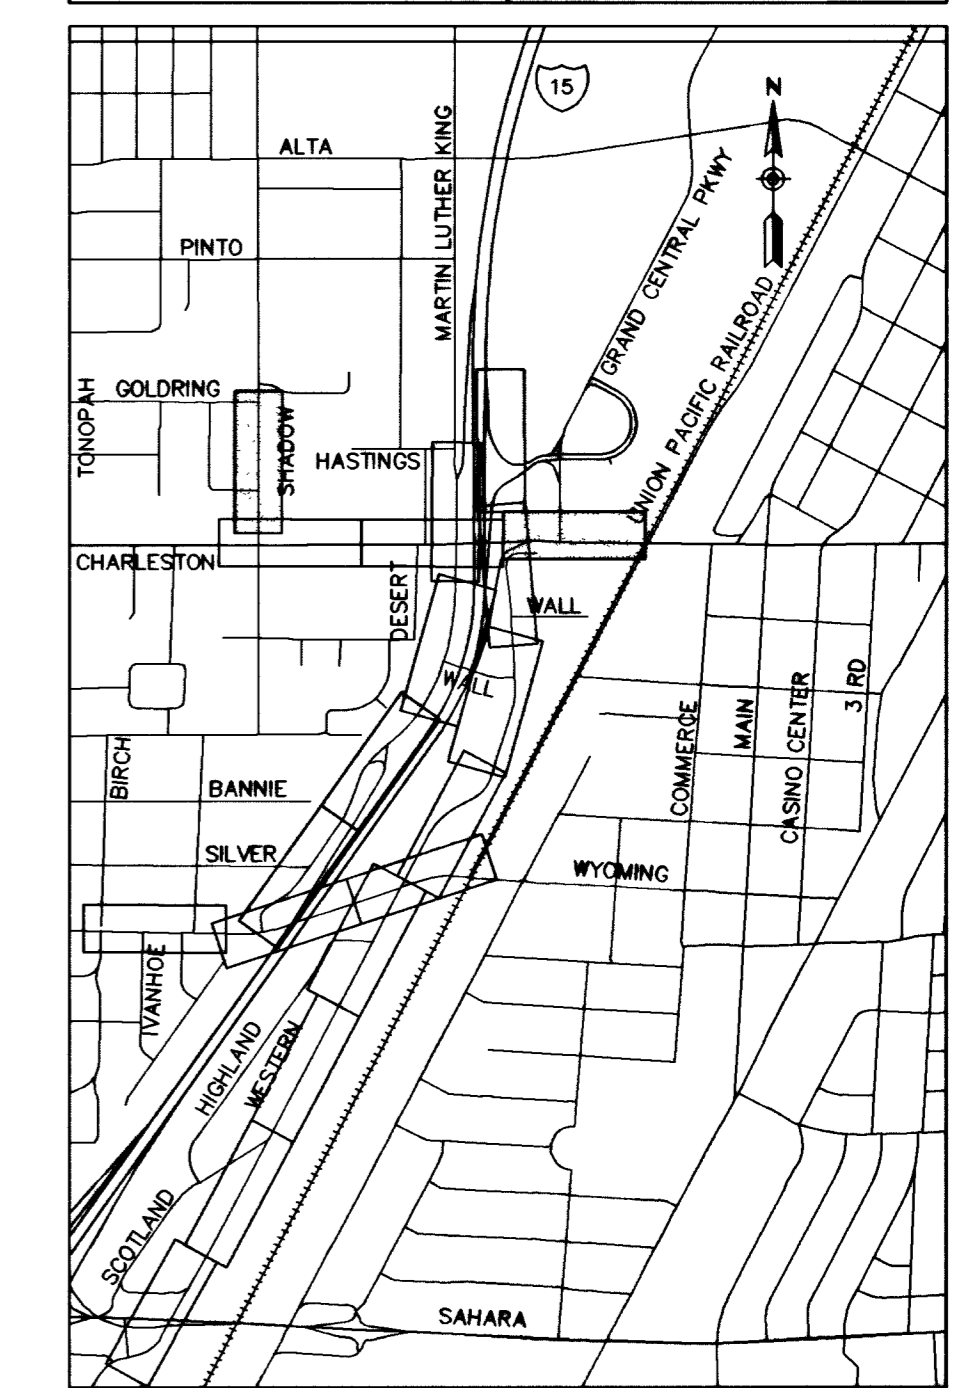 15
N
ALTA
MARTIN LUTHER KING
GRAND CENTRAL PKWY
PINTO
UNION PACIFIC RAILROAD
GOLDRING
TONOPAH
SHADOW
HASTINGS
CHARLESTON
DESERT
WALL
WALL
3 RD
COMMERCE
MAIN
CASINO CENTER
BIRCH
BANNIE
SILVER
WYOMING
IVANHOE
HIGHLAND
WESTERN
SCOTLAND
SAHARA